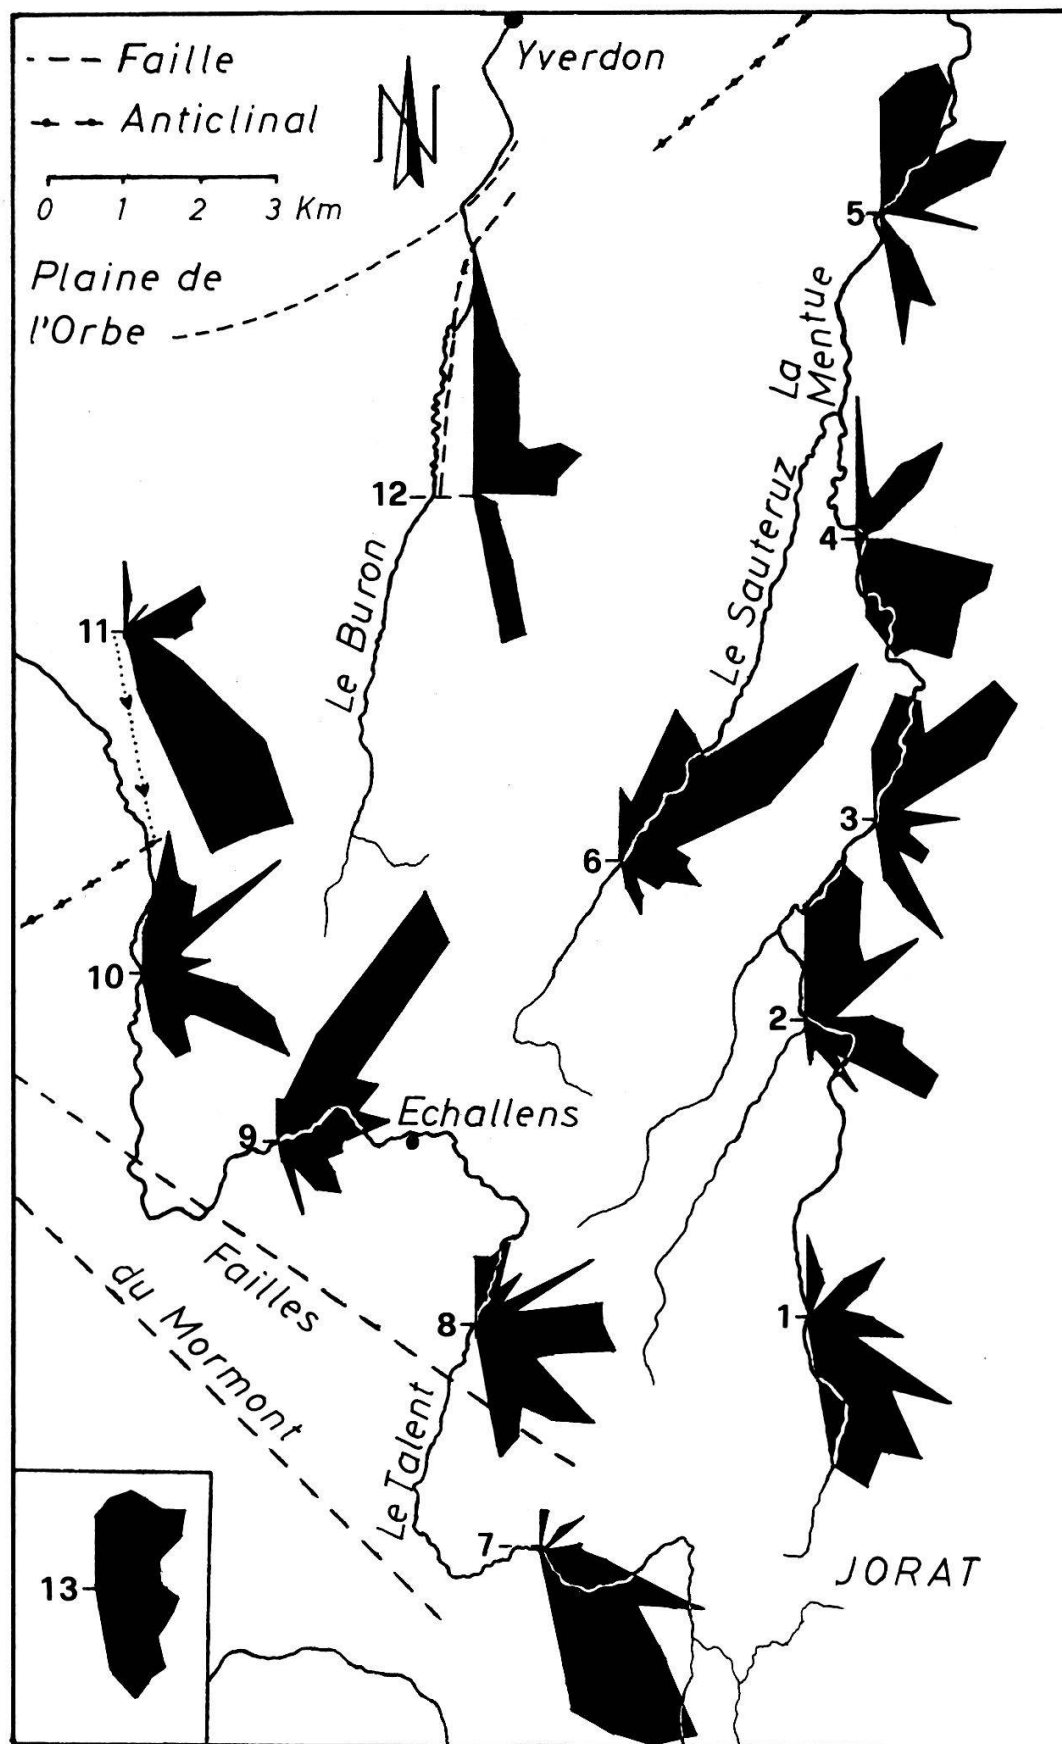 Faille
Yverdon
N
Anticlinal
0 1 2 3 Km
5
Plaine de
l'Orbe
La
Mentue
12
4
Le Buron
Le Sauteruz
11
3
6
10
2
Echallens
9
Failles
du Mormont
1
8
Le Talent
7
JORAT
13